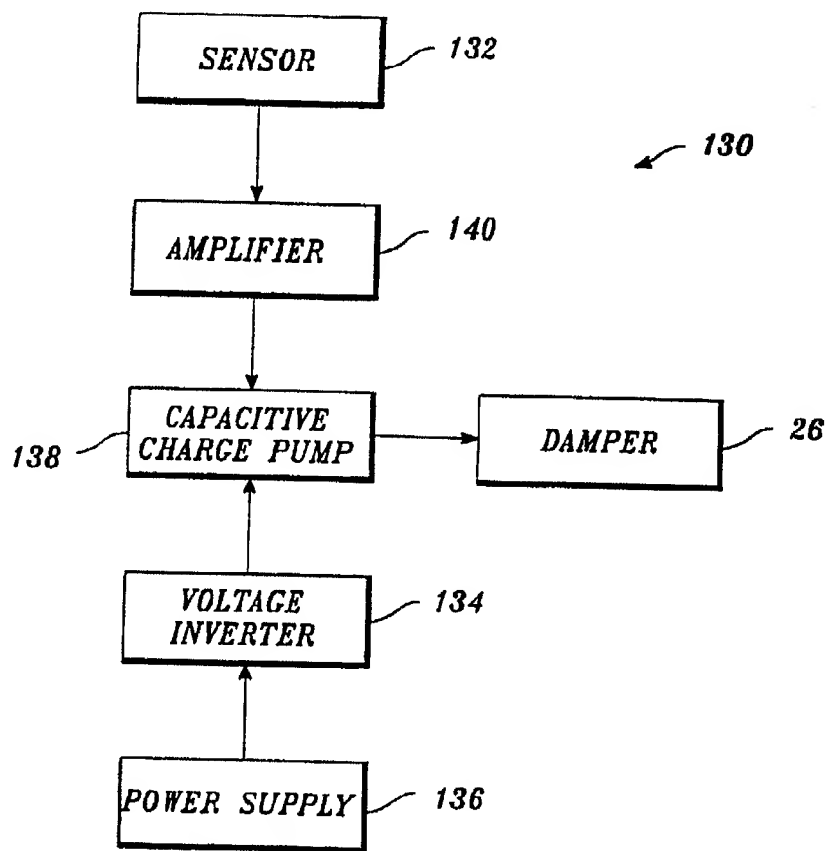 SENSOR
132
130
AMPLIFIER
140
CAPACITIVE
CHARGE PUMP
138
DAMPER
26
VOLTAGE
INVERTER
134
POWER SUPPLY
136